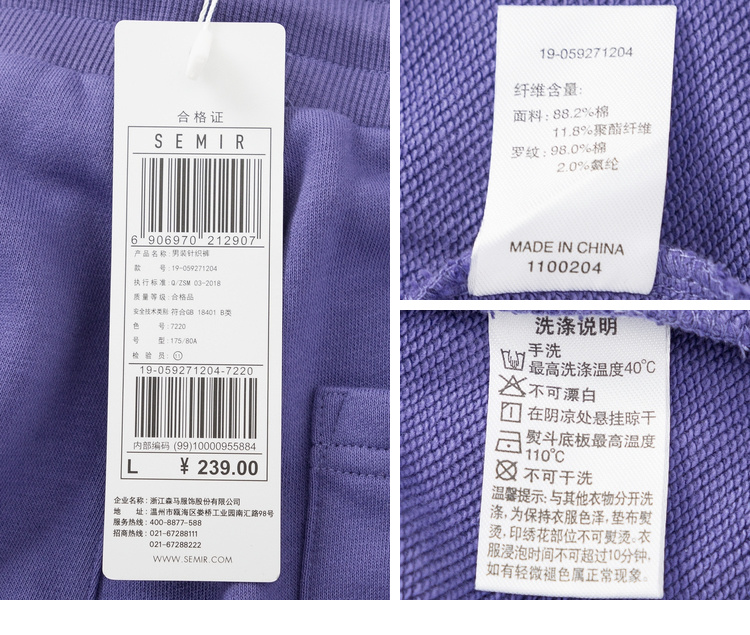 合格证
SEMIR
6 906970 212907
产品名称:男装针织裤
款 号:19-059271204
执行标准:Q/ZSM 03-2018
质量等级:合格品
安全技术类别 符合GB 18401 B类
色 号:7220
号 型:175/80A
检 验 员 11
19-059271204-7220
内部编码 (99)10000955884
L ¥ 239.00
企业名称:浙江森马服饰股份有限公司
地 址:温州市瓯海区娄桥工业园南汇路98号
服务热线:400-8877-588
招商热线:021-67288111
021-67288222
WWW.SEMIR.COM
19-059271204
纤维含量:
面料:88.2%棉
11.8%聚酯纤维
罗纹:98.0%棉
2.0%氨纶
MADE IN CHINA
1100204
洗涤说明
手洗
最高洗涤温度40℃
不可漂白
在阴凉处悬挂晾干
熨斗底板最高温度
110℃
不可干洗
温馨提示:与其他衣物分开洗
涤,为保持衣服色泽,垫布熨
烫,印绣花部位不可熨烫。衣
服浸泡时间不可超过10分钟,
如有轻微褪色属正常现象。